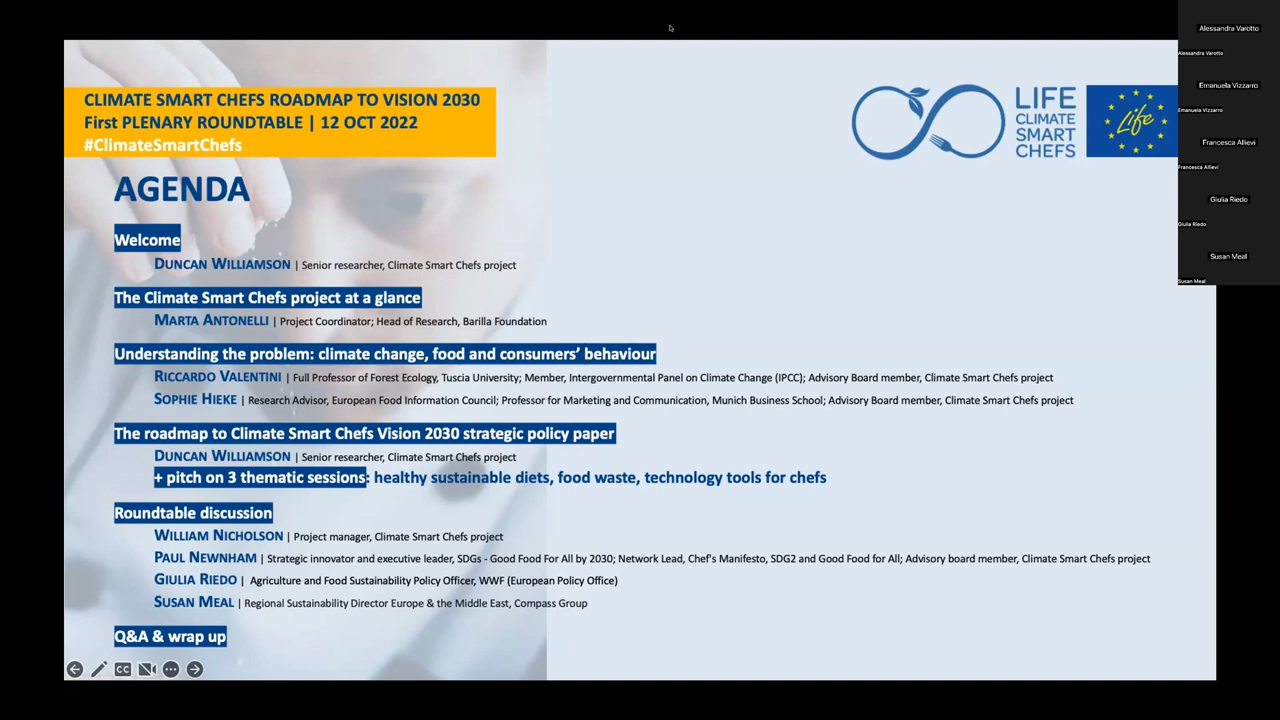 CLIMATE SMART CHEFS ROADMAP TO VISION 2030
First PLENARY ROUNDTABLE | 12 OCT 2022
#ClimateSmartChefs
LIFE
CLIMATE
SMART
CHEFS
Life
AGENDA
Welcome
DUNCAN WILLIAMSON | Senior researcher, Climate Smart Chefs project
The Climate Smart Chefs project at a glance
MARTA ANTONELLI | Project Coordinator; Head of Research, Barilla Foundation
Understanding the problem: climate change, food and consumers’ behaviour
RICCARDO VALENTINI | Full Professor of Forest Ecology, Tuscia University; Member, Intergovernmental Panel on Climate Change (IPCC); Advisory Board member, Climate Smart Chefs project
SOPHIE HIEKE | Research Advisor, European Food Information Council; Professor for Marketing and Communication, Munich Business School; Advisory Board member, Climate Smart Chefs project
The roadmap to Climate Smart Chefs Vision 2030 strategic policy paper
DUNCAN WILLIAMSON | Senior researcher, Climate Smart Chefs project
+ pitch on 3 thematic sessions: healthy sustainable diets, food waste, technology tools for chefs
Roundtable discussion
WILLIAM NICHOLSON | Project manager, Climate Smart Chefs project
PAUL NEWNHAM | Strategic innovator and executive leader, SDGs - Good Food For All by 2030; Network Lead, Chef's Manifesto, SDG2 and Good Food for All; Advisory board member, Climate Smart Chefs project
GIULIA RIEDO | Agriculture and Food Sustainability Policy Officer, WWF (European Policy Office)
SUSAN MEAL | Regional Sustainability Director Europe & the Middle East, Compass Group
Q&A & wrap up
CC
Alessandra Varotto
Alessandra Varotto
Emanuela Vizzarro
Emanuela Vizzarro
Francesca Allievi
Francesca Allievi
Giulia Riedo
Giulia Riedo
Susan Meal
Susan Meal